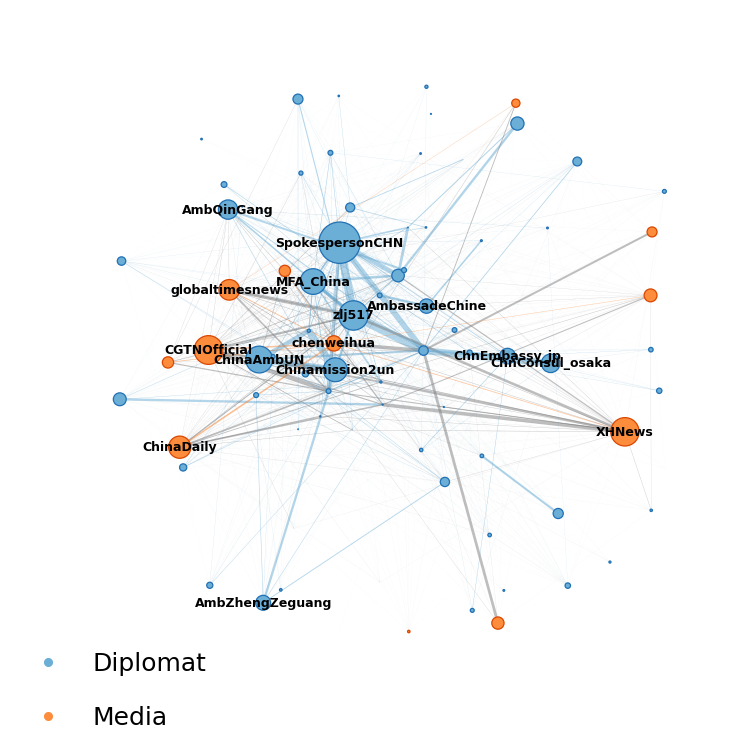 AmbQinGang
SpokespersonCHN
MFA_China
globaltimesnews
AmbassadeChine
zlj517
chenweihua
CGTNOfficial
ChinaAmbUN
ChnEmbassy_jp
ChnConsul_osaka
Chinamission2un
XHNews
ChinaDaily
AmbZhengZeguang
Diplomat
Media